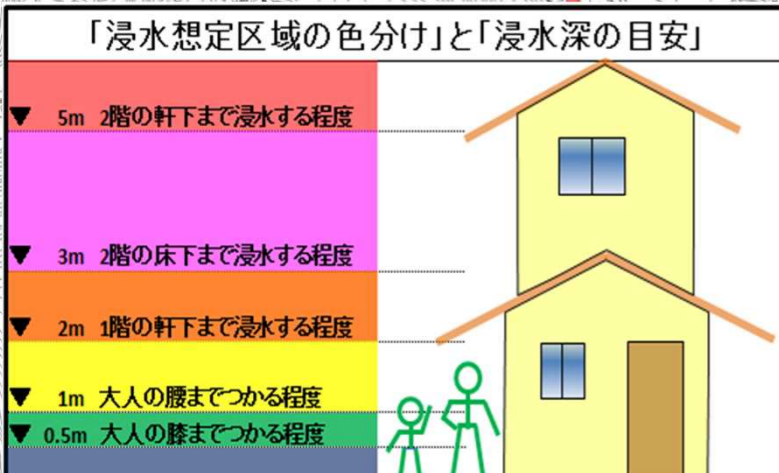 「浸水想定区域の色分け」と「浸水深の目安」
▼ 5m 2階の軒下まで浸水する程度
▼ 3m 2階の床下まで浸水する程度
▼ 2m 1階の軒下まで浸水する程度
▼ 1m 大人の腰までつかる程度
▼ 0.5m 大人の膝までつかる程度